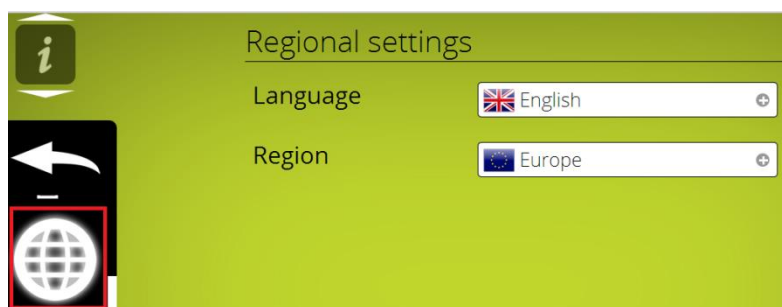 i
Regional settings
Language
English
Region
Europe